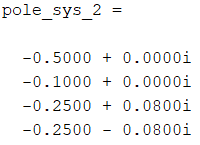 pole_sys_2 =
-0.5000 + 0.0000i
-0.1000 + 0.0000i
-0.2500 + 0.0800i
-0.2500 - 0.0800i